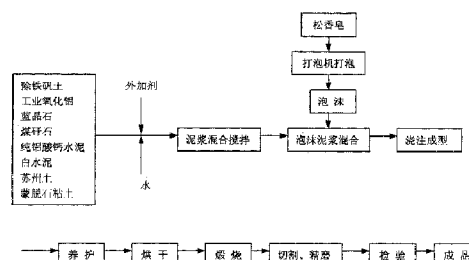 松香皂
打泡机打泡
泡沫
除铁矾土
工业氧化铝
蓝晶石
煤矸石
纯铝酸钙水泥
白水泥
苏州土
蒙脱石粘土
外加剂
水
泥浆混合搅拌
泡沫泥浆混合
浇注成型
养护
烘干
煅烧
切割、精磨
检验
成品